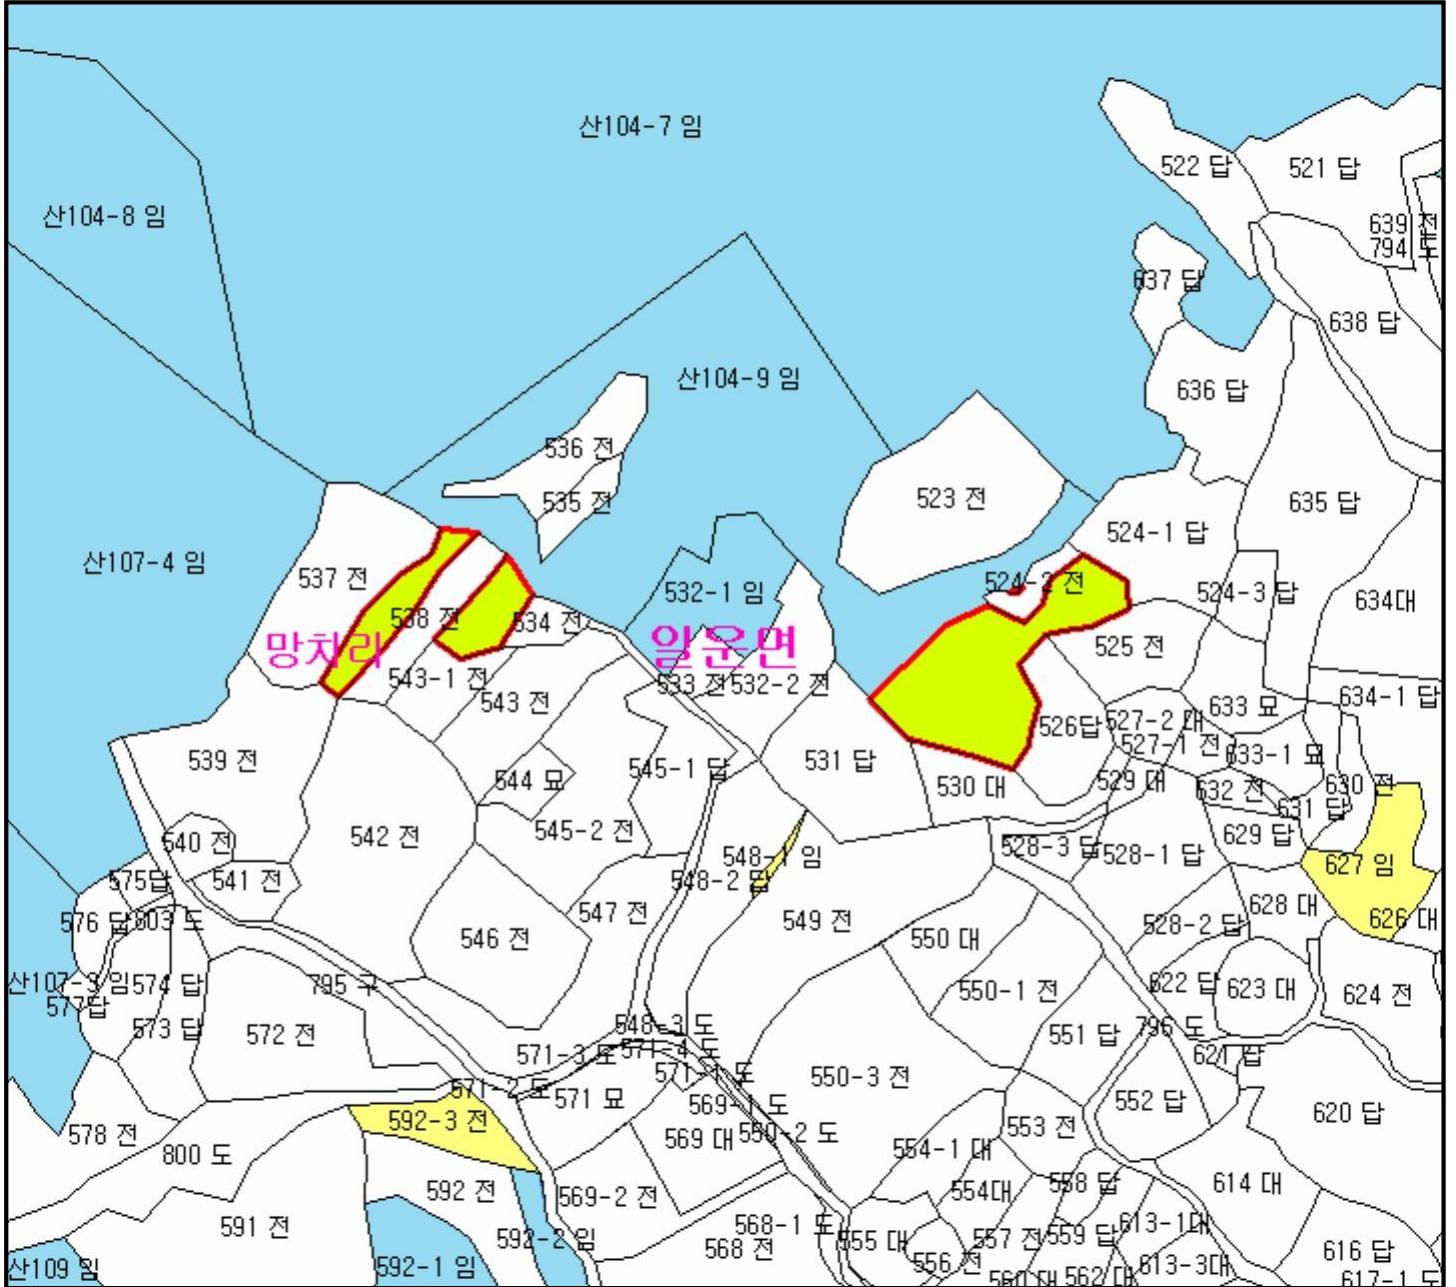 산104-7 임
522 답
521 답
산104-8 임
639 전
794 도
637 답
638 답
산104-9 임
636 답
536 전
535 전
523 전
635 답
524-1 답
산107-4 임
537 전
524-2 전
532-1 임
524-3 답
634대
538 전
534 전
망치리
일운면
525 전
543-1 전
533 전
532-2 전
634-1 답
543 전
633 묘
526답
527-2 대
527-1 전
633-1 묘
539 전
545-1 답
531 답
544 묘
530 대
529 대
632 전
630 전
631 답
545-2 전
540 전
542 전
629 답
528-3 답
528-1 답
548-1 임
627 임
575답
541 전
548-2 답
628 대
547 전
549 전
626 대
576 답
603 도
528-2 답
546 전
550 대
산107-3 임
574 답
795 구
622 답
623 대
550-1 전
624 전
577답
573 답
572 전
548-3 도
551 답
796 도
571-3 도
571-4 도
621 답
571-1 도
550-3 전
571-2 도
571 묘
569-1 도
552 답
592-3 전
620 답
578 전
553 전
569 대
550-2 도
800 도
554-1 대
592 전
569-2 전
554대
558 답
614 대
591 전
568-1 도
613-1대
592-2 임
568 전
555 대
557 전
559 답
616 답
산109 임
592-1 임
556 전
560 대
562 대
613-3대
617-1 도